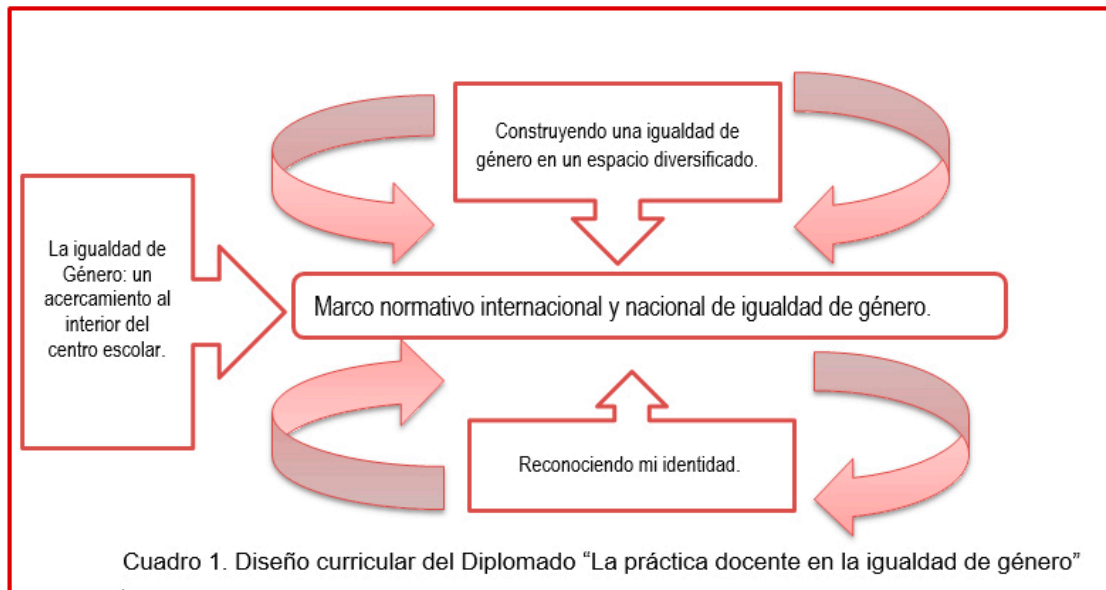 Construyendo una igualdad de
género en un espacio diversificado.
La igualdad de
Género: un
acercamiento al
interior del
centro escolar.
Marco normativo internacional y nacional de igualdad de género.
Reconociendo mi identidad.
Cuadro 1. Diseño curricular del Diplomado “La práctica docente en la igualdad de género”